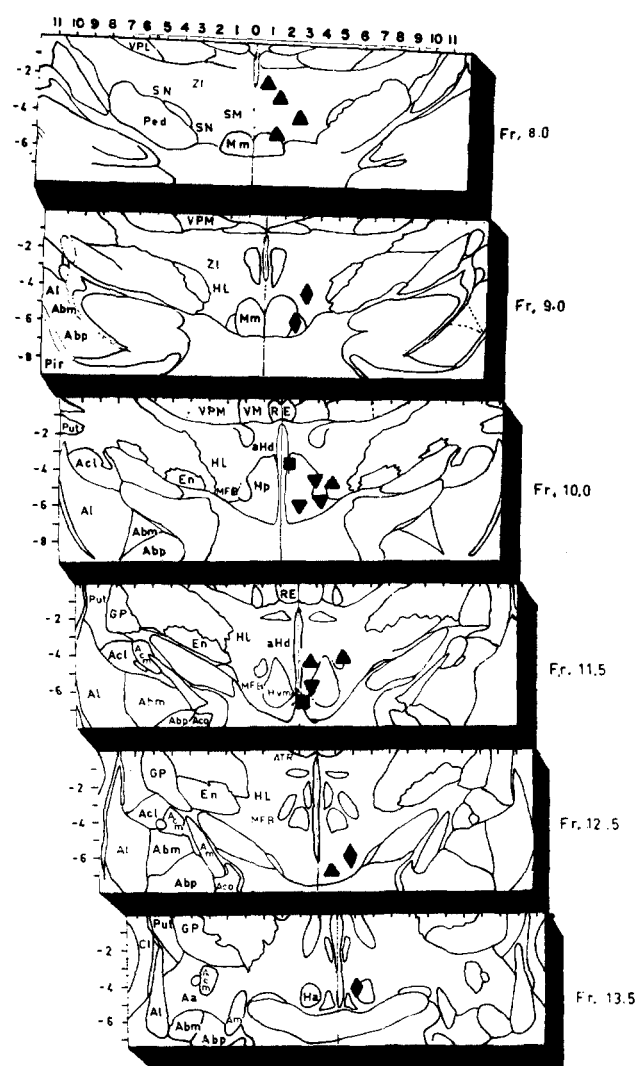 11 10 9 8 7 6 5 4 3 2 1 0 1 2 3 4 5 6 7 8 9 10 11
VPL
-2
SN ZI
-4
Ped SM
SN
-6
Mm
Fr. 8.0
VPM
-2
ZI
-4
Al HL
Abm
-6
Mm
Abp
-8
Pir
Fr. 9.0
VPM VM RE
-2
Put
aHd
-4
Acl HL
En MFB Hp
-6
Al
Abm
-8
Abp
Fr. 10.0
Put RE
GP
-2
En HL aHd
-4
Acl Acm
MFB Hvm
-6
Al Abm
Abp Aco
Fr. 11.5
ATR
GP
-2
En HL
-4
Acl Am MFB
Al Abm Am
-6
Abp Aco
Fr. 12.5
Put GP
Cl
-2
Acm
-4
Aa Ha
Al
-6
Abm Am
Abp
Fr. 13.5